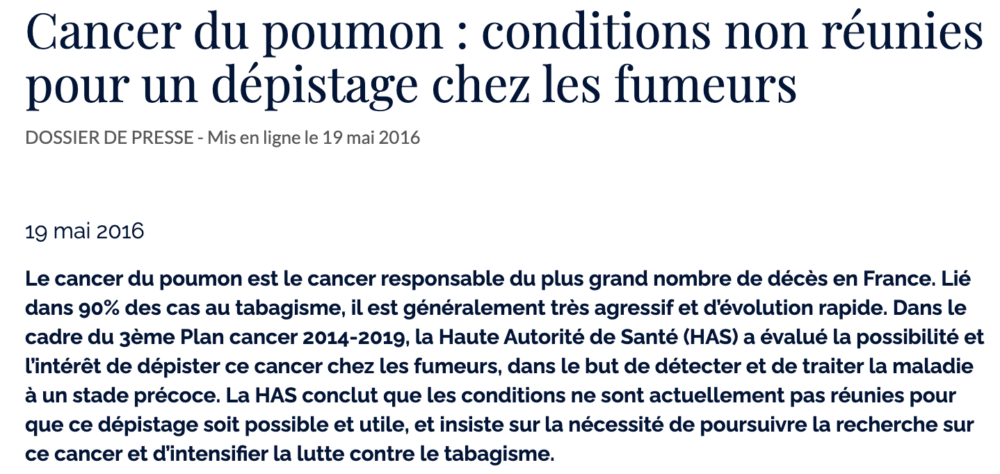 Cancer du poumon : conditions non réunies
pour un dépistage chez les fumeurs
DOSSIER DE PRESSE - Mis en ligne le 19 mai 2016
19 mai 2016
Le cancer du poumon est le cancer responsable du plus grand nombre de décès en France. Lié
dans 90% des cas au tabagisme, il est généralement très agressif et d’évolution rapide. Dans le
cadre du 3ème Plan cancer 2014-2019, la Haute Autorité de Santé (HAS) a évalué la possibilité et
l’intérêt de dépister ce cancer chez les fumeurs, dans le but de détecter et de traiter la maladie
à un stade précoce. La HAS conclut que les conditions ne sont actuellement pas réunies pour
que ce dépistage soit possible et utile, et insiste sur la nécessité de poursuivre la recherche sur
ce cancer et d’intensifier la lutte contre le tabagisme.